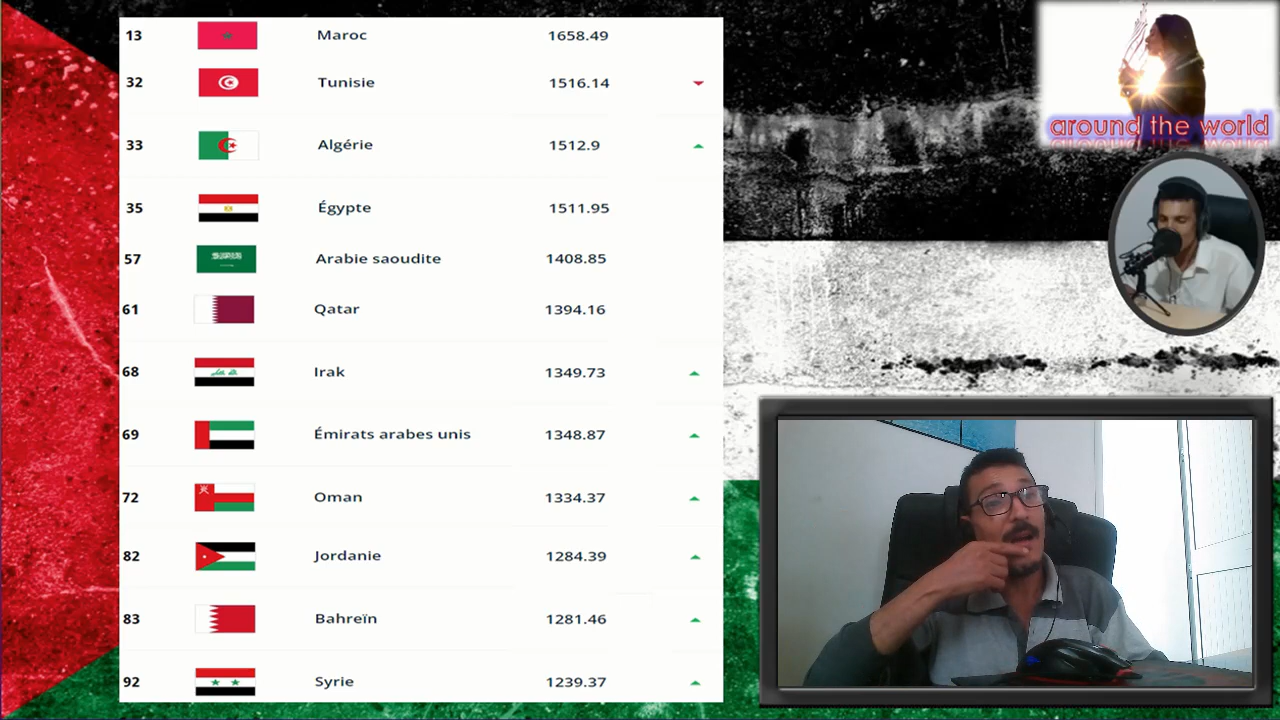 13 Maroc 1658.49
32 Tunisie 1516.14
33 Algérie 1512.9
35 Égypte 1511.95
57 Arabie saoudite 1408.85
61 Qatar 1394.16
68 Irak 1349.73
69 Émirats arabes unis 1348.87
72 Oman 1334.37
82 Jordanie 1284.39
83 Bahreïn 1281.46
92 Syrie 1239.37
around the world